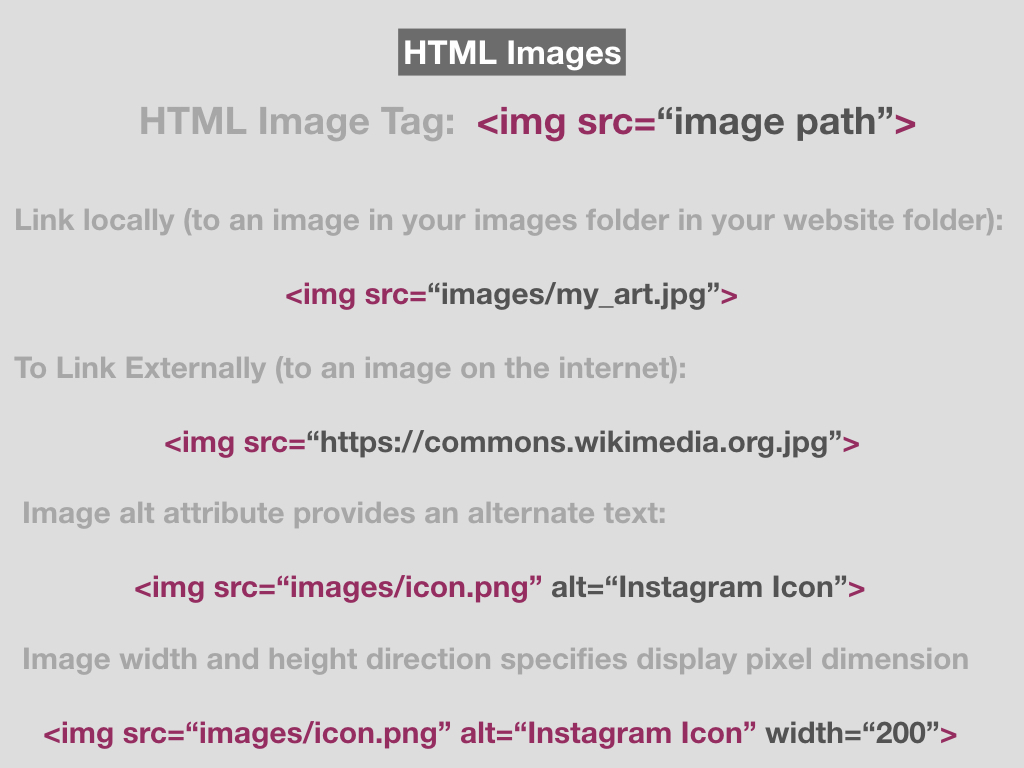 HTML Images
HTML Image Tag: <img src=“image path”>
Link locally (to an image in your images folder in your website folder):
<img src=“images/my_art.jpg”>
To Link Externally (to an image on the internet):
<img src=“https://commons.wikimedia.org.jpg”>
Image alt attribute provides an alternate text:
<img src=“images/icon.png” alt=“Instagram Icon”>
Image width and height direction specifies display pixel dimension
<img src=“images/icon.png” alt=“Instagram Icon” width=“200”>